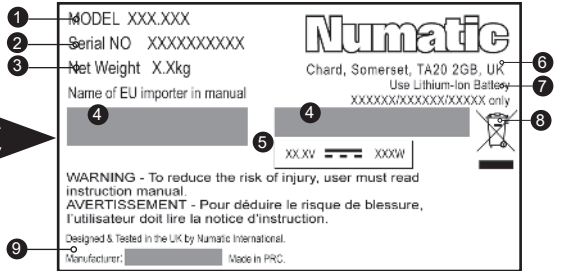 1 MODEL XXX.XXX
2 Serial NO XXXXXXXXXX
3 Net Weight X.Xkg
Name of EU importer in manual
4
Numatic
6
Chard, Somerset, TA20 2GB, UK
Use Lithium-Ion Battery 7
XXXXXX/XXXXXX/XXXXX only
4
8
5
XX.XV XXXW
WARNING - To reduce the risk of injury, user must read
instruction manual.
AVERTISSEMENT - Pour déduire le risque de blessure,
l'utilisateur doit lire la notice d'instruction.
Designed & Tested in the UK by Numatic International.
9
Manufacturer: Made in PRC.